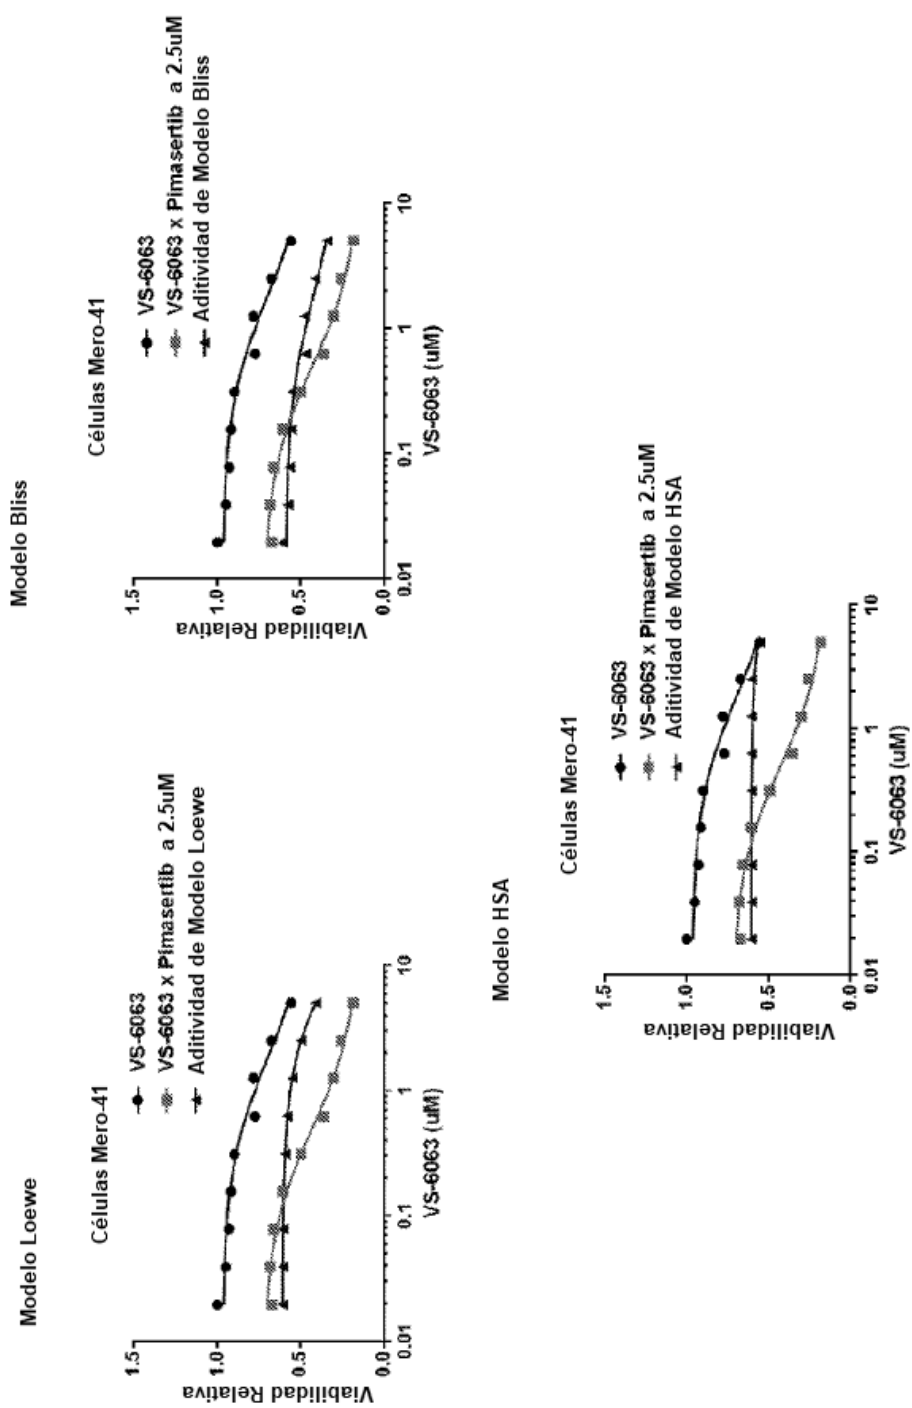 Modelo Loewe
Células Mero-41
VS-6063
VS-6063 x Pimasertib a 2.5uM
Aditividad de Modelo Loewe
Viabilidad Relativa
1.5
1.0
0.5
0.0
0.01
0.1
1
10
VS-6063 (uM)
Modelo Bliss
Células Mero-41
VS-6063
VS-6063 x Pimasertib a 2.5uM
Aditividad de Modelo Bliss
Viabilidad Relativa
1.5
1.0
0.5
0.0
0.01
0.1
1
10
VS-6063 (uM)
Modelo HSA
Células Mero-41
VS-6063
VS-6063 x Pimasertib a 2.5uM
Aditividad de Modelo HSA
Viabilidad Relativa
1.5
1.0
0.5
0.0
0.01
0.1
1
10
VS-6063 (uM)